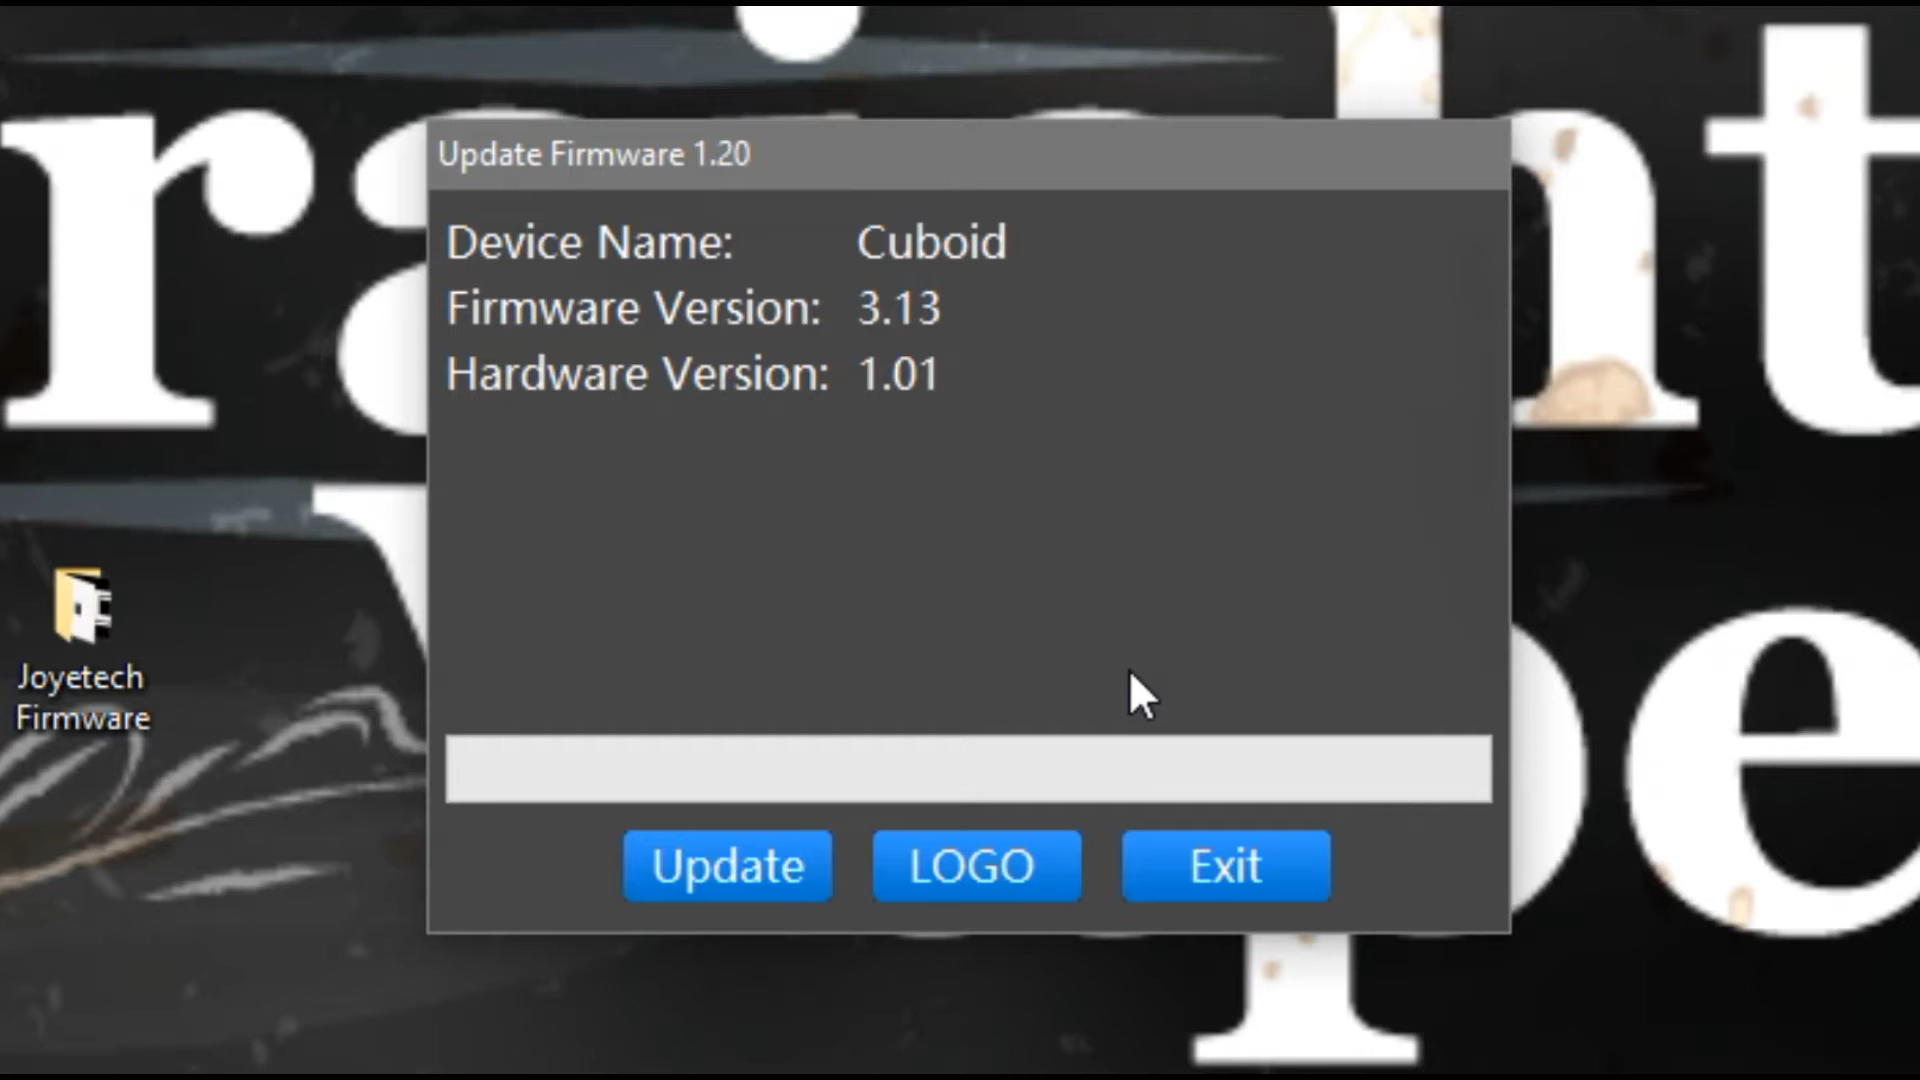 Update Firmware 1.20
Device Name: Cuboid
Firmware Version: 3.13
Hardware Version: 1.01
Joyetech
Firmware
Update LOGO Exit